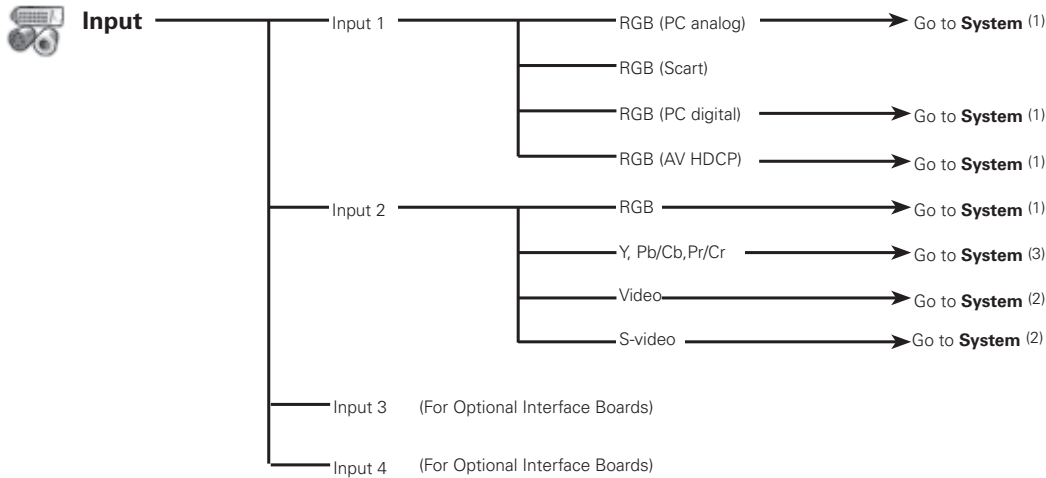 Input
Input 1
RGB (PC analog)
Go to System (1)
RGB (Scart)
RGB (PC digital)
Go to System (1)
RGB (AV HDCP)
Go to System (1)
Input 2
RGB
Go to System (1)
Y, Pb/Cb,Pr/Cr
Go to System (3)
Video
Go to System (2)
S-video
Go to System (2)
Input 3 (For Optional Interface Boards)
Input 4 (For Optional Interface Boards)